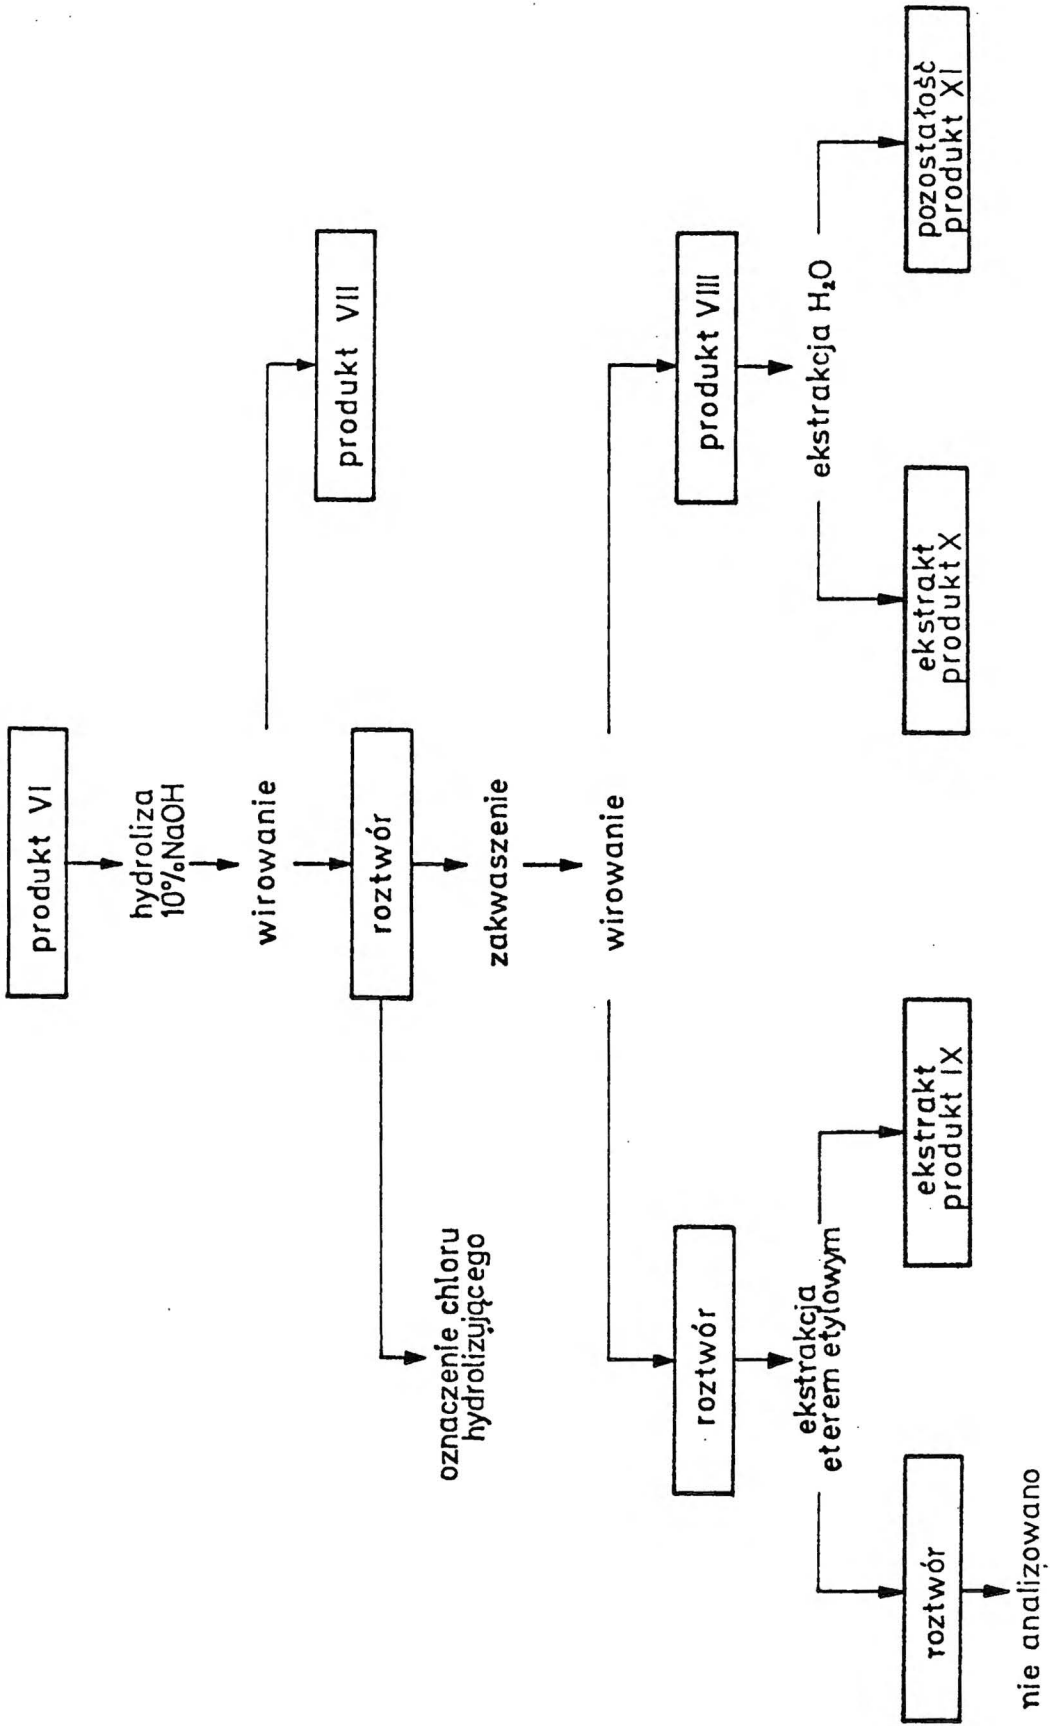 produkt VI
hydroliza
10%NaOH
wirowanie
produkt VII
roztwór
oznaczenie chloru
hydrolizującego
zakwaszenie
wirowanie
roztwór
produkt VIII
ekstrakcja
eterem etylowym
ekstrakcja H₂O
roztwór
ekstrakt
produkt IX
ekstrakt
produkt X
pozostałość
produkt XI
nie analizowano